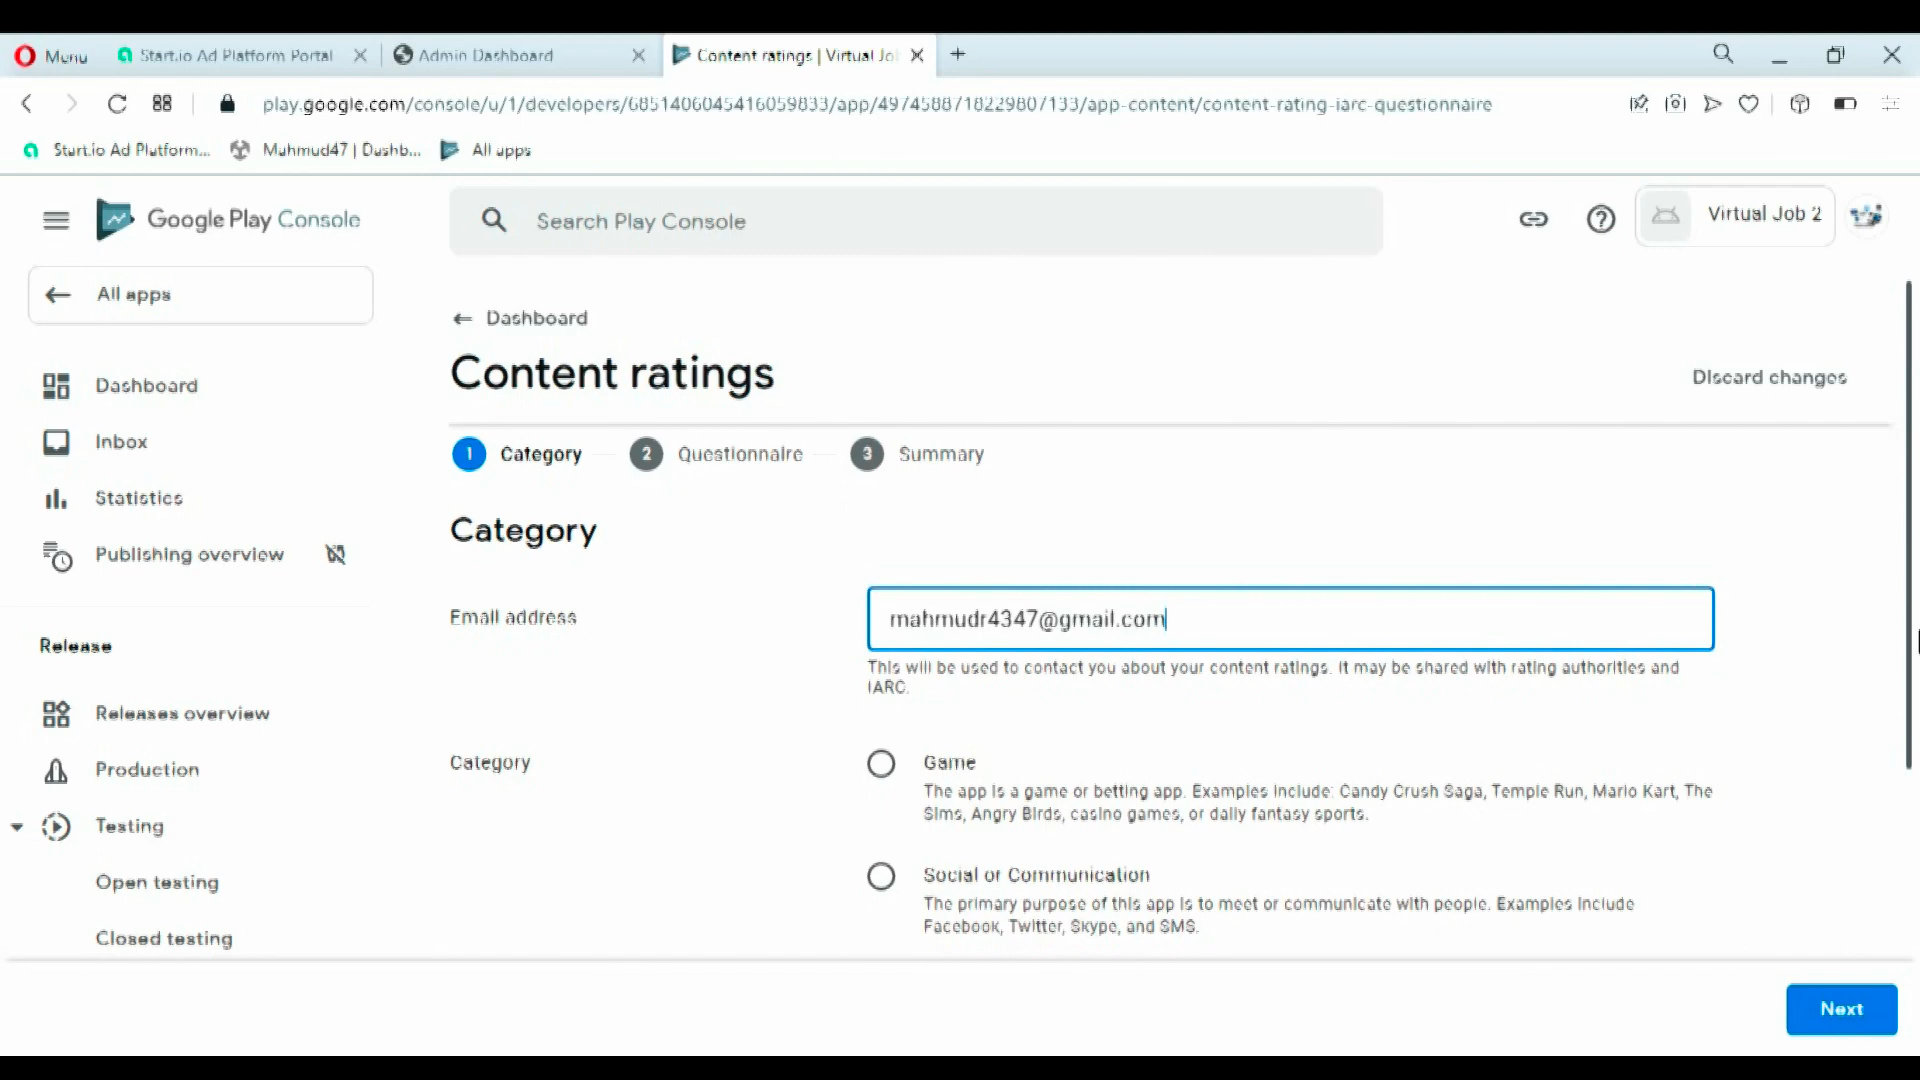 Menu
Start.io Ad Platform Portal
Admin Dashboard
Content ratings | Virtual Jo
play.google.com/console/u/1/developers/6851406045416059833/app/4974588718229807133/app-content/content-rating-iarc-questionnaire
Start.io Ad Platform...
Mahmud47 | Dashb...
All apps
Google Play Console
Search Play Console
Virtual Job 2
All apps
Dashboard
Content ratings
Discard changes
Dashboard
Inbox
Statistics
Publishing overview
Release
Releases overview
Production
Testing
Open testing
Closed testing
1 Category
2 Questionnaire
3 Summary
Category
Email address
mahmudr4347@gmail.com
This will be used to contact you about your content ratings. It may be shared with rating authorities and
IARC.
Category
Game
The app is a game or betting app. Examples include: Candy Crush Saga, Temple Run, Mario Kart, The
Sims, Angry Birds, casino games, or daily fantasy sports.
Social or Communication
The primary purpose of this app is to meet or communicate with people. Examples include
Facebook, Twitter, Skype, and SMS.
Next